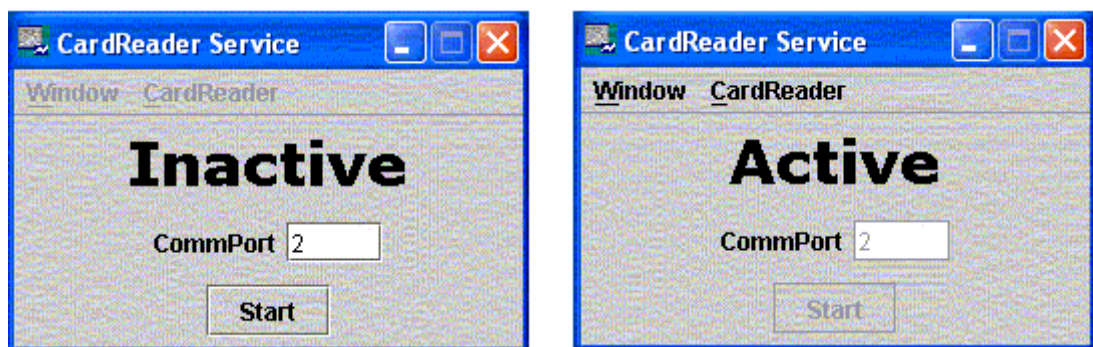 CardReader Service
Window CardReader
Inactive
CommPort 2
Start
CardReader Service
Window CardReader
Active
CommPort 2
Start